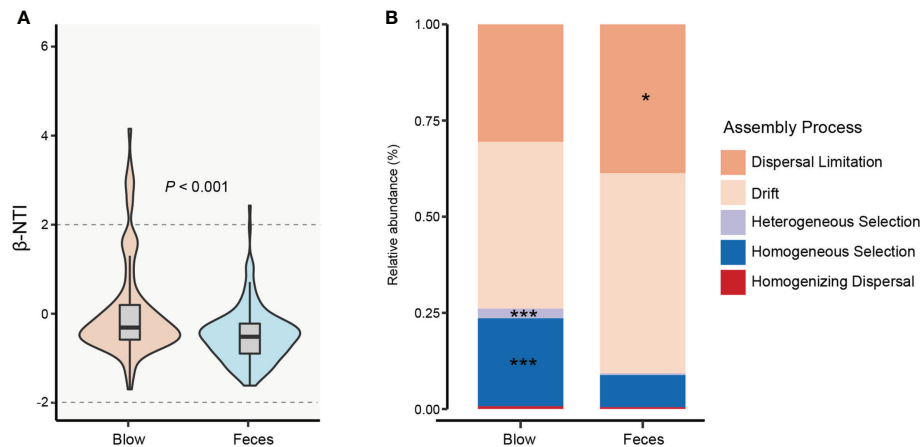 A
β-NTI
6
4
2
0
-2
P < 0.001
Blow
Feces
B
Relative abundance (%)
1.00
0.75
0.50
0.25
0.00
*
***
***
Blow
Feces
Assembly Process
Dispersal Limitation
Drift
Heterogeneous Selection
Homogeneous Selection
Homogenizing Dispersal